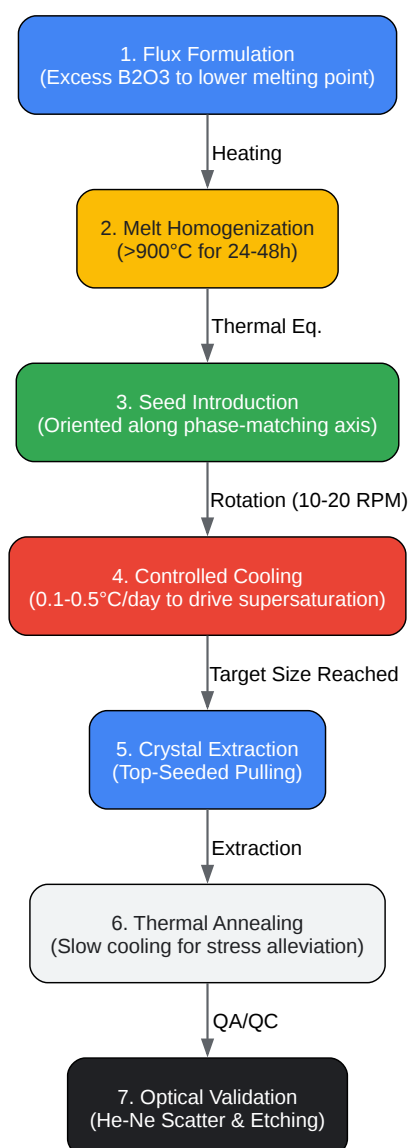 1. Flux Formulation
(Excess B2O3 to lower melting point)
Heating
2. Melt Homogenization
(>900°C for 24-48h)
Thermal Eq.
3. Seed Introduction
(Oriented along phase-matching axis)
Rotation (10-20 RPM)
4. Controlled Cooling
(0.1-0.5°C/day to drive supersaturation)
Target Size Reached
5. Crystal Extraction
(Top-Seeded Pulling)
Extraction
6. Thermal Annealing
(Slow cooling for stress alleviation)
QA/QC
7. Optical Validation
(He-Ne Scatter & Etching)